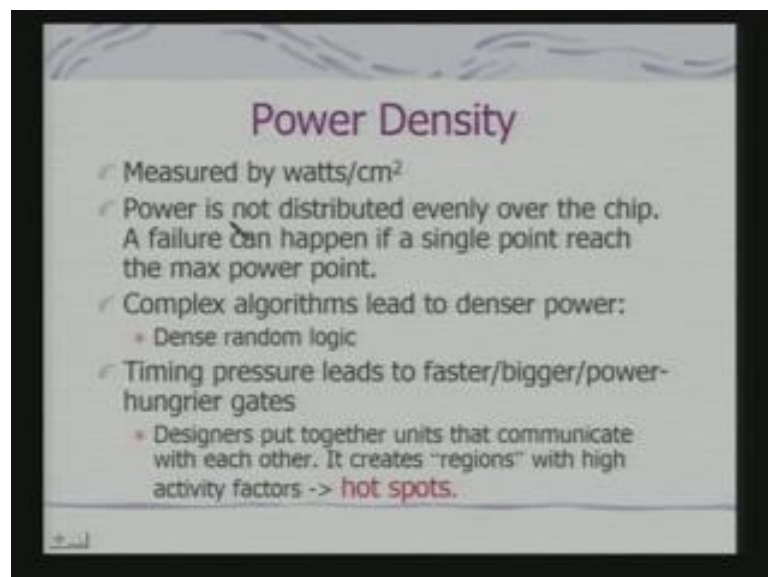 Power Density
Measured by watts/cm²
Power is not distributed evenly over the chip.
A failure can happen if a single point reach
the max power point.
Complex algorithms lead to denser power:
Dense random logic
Timing pressure leads to faster/bigger/power-
hungrier gates
Designers put together units that communicate
with each other. It creates "regions" with high
activity factors -> hot spots.